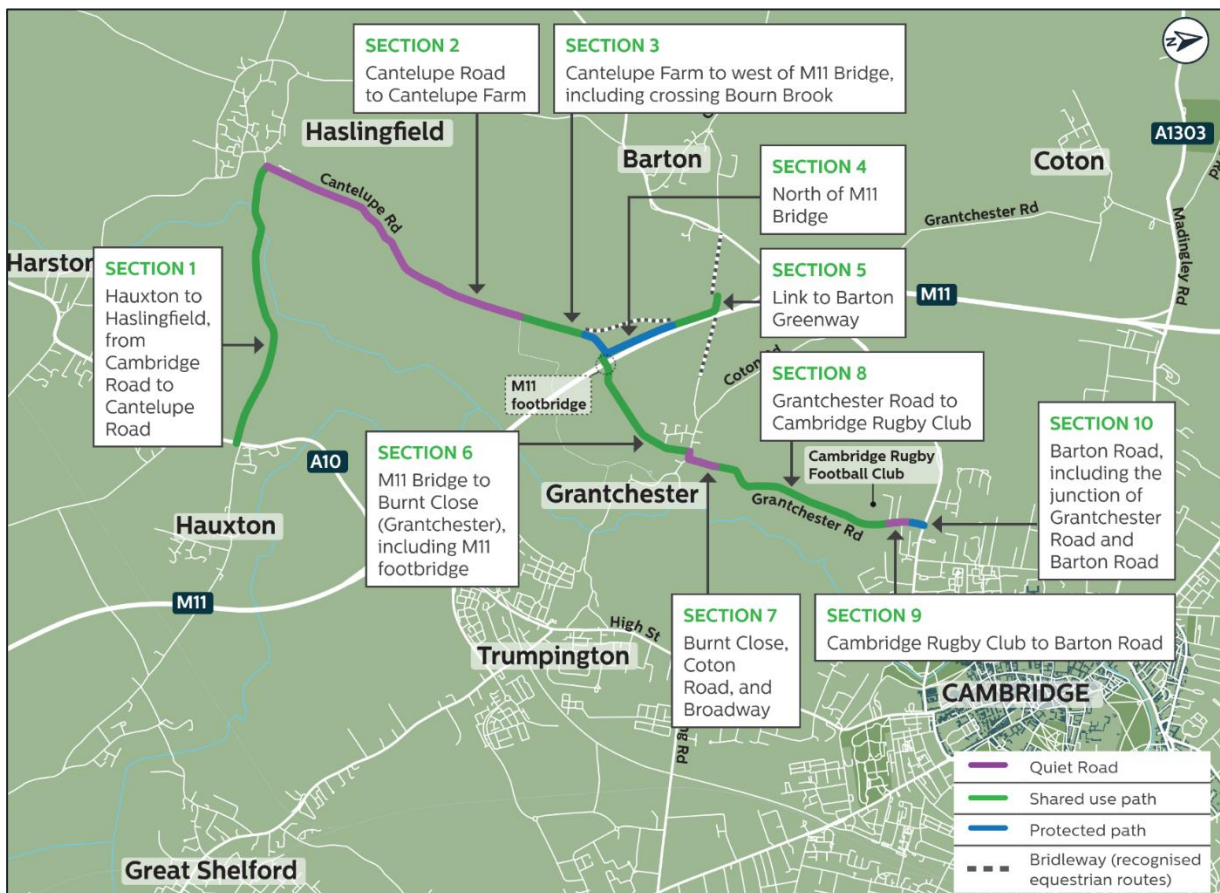 SECTION 2
Cantelupe Road
to Cantelupe Farm
SECTION 3
Cantelupe Farm to west of M11 Bridge,
including crossing Bourn Brook
N
A1303
Haslingfield
Barton
Coton
SECTION 4
North of M11
Bridge
Cantelupe Rd
Grantchester Rd
Madingley Rd
Rd
Harston
SECTION 1
Hauxton to
Haslingfield,
from
Cambridge
Road to
Cantelupe
Road
SECTION 5
Link to Barton
Greenway
M11
M11
footbridge
SECTION 8
Grantchester Road to
Cambridge Rugby Club
SECTION 10
Barton Road,
including the
junction of
Grantchester
Road and
Barton Road
A10
SECTION 6
M11 Bridge to
Burnt Close
(Grantchester),
including M11
footbridge
Cambridge Rugby
Football Club
Grantchester
Grantchester Rd
Hauxton
M11
SECTION 7
Burnt Close,
Coton
Road, and
Broadway
SECTION 9
Cambridge Rugby Club to Barton Road
High St
Trumpington
CAMBRIDGE
Rd
Great Shelford
Quiet Road
Shared use path
Protected path
Bridleway (recognised
equestrian routes)